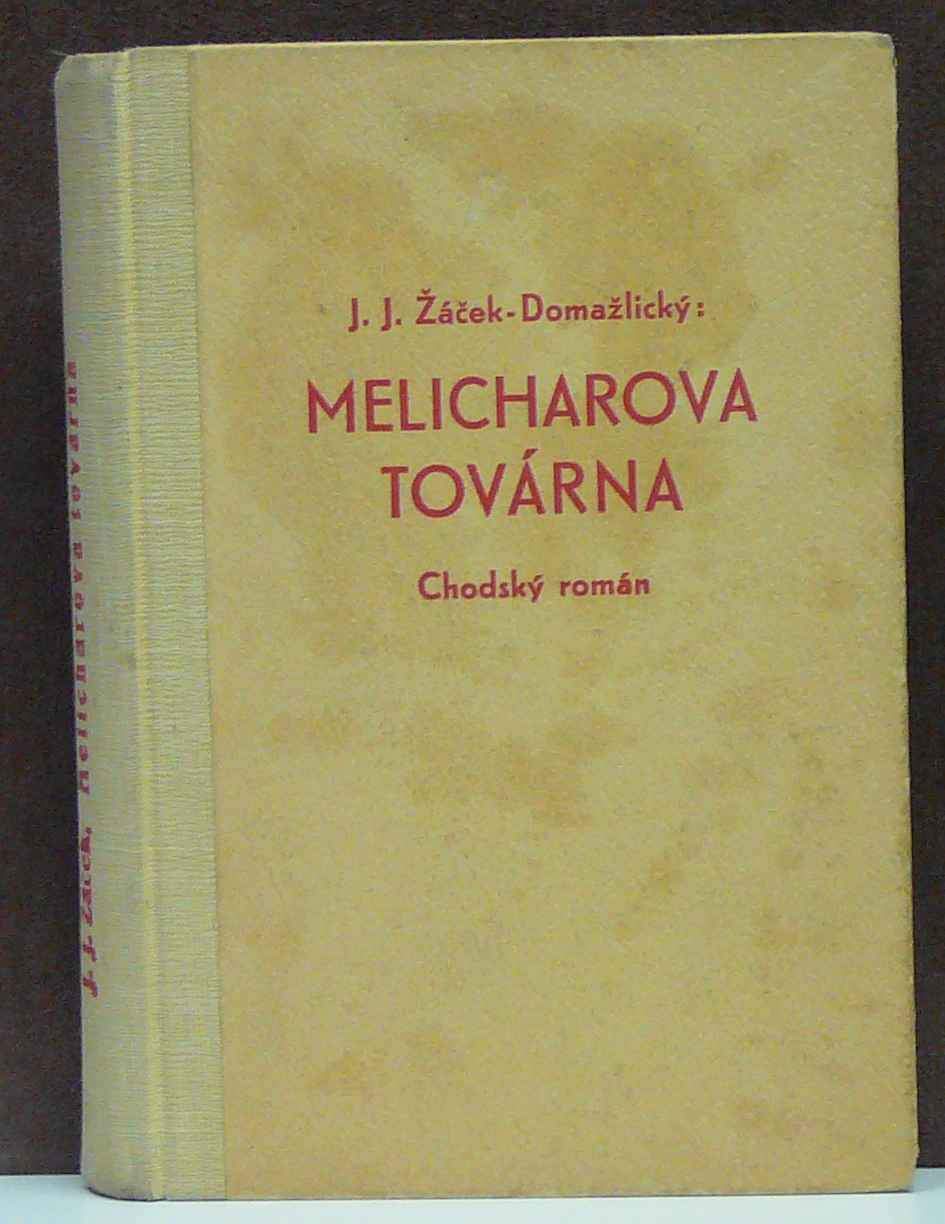 J. J. Žáček-Domažlický:
MELICHAROVA
TOVÁRNA
Chodský román
J. J. Žáček, Melicharova továrna